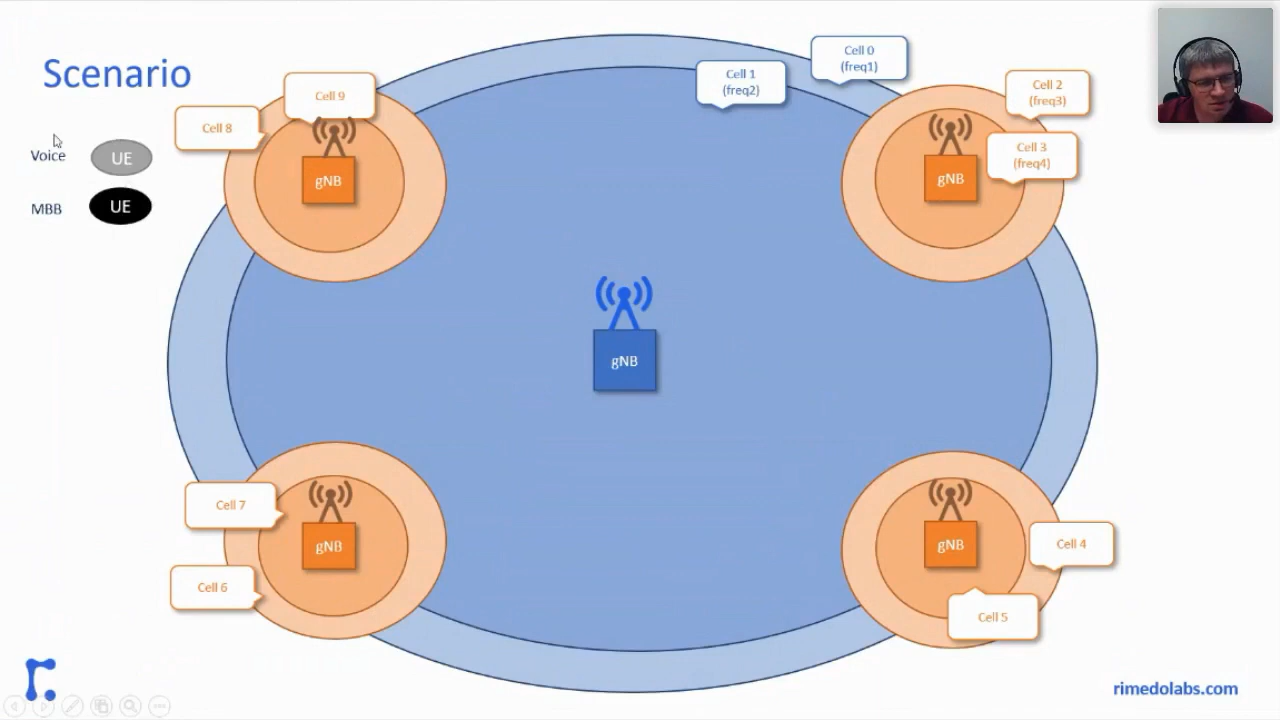 Scenario
Voice
UE
MBB
UE
Cell 8
Cell 9
gNB
Cell 1
(freq2)
Cell 0
(freq1)
Cell 2
(freq3)
Cell 3
(freq4)
gNB
gNB
Cell 7
gNB
Cell 6
gNB
Cell 4
Cell 5
rimedolabs.com